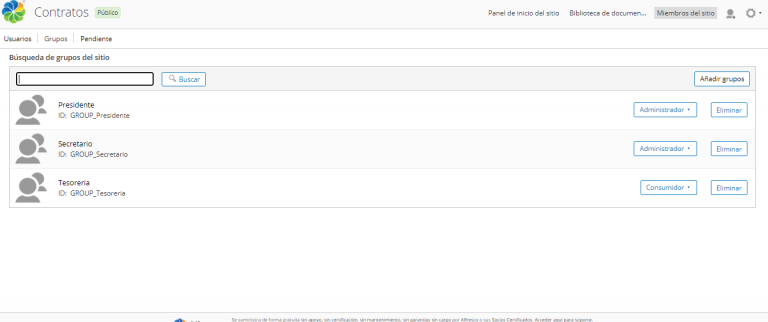 Contratos Público
Panel de inicio del sitio Biblioteca de documen... Miembros del sitio
Usuarios Grupos Pendiente
Búsqueda de grupos del sitio
Buscar Añadir grupos
Presidente
ID: GROUP_Presidente
Administrador Eliminar
Secretario
ID: GROUP_Secretario
Administrador Eliminar
Tesoreria
ID: GROUP_Tesoreria
Consumidor Eliminar
Se suministra de forma gratuita sin apoyo, sin certificación, sin mantenimiento, sin garantías sin cargo por Alfresco o sus Socios Certificados. Acceder aquí para soporte.